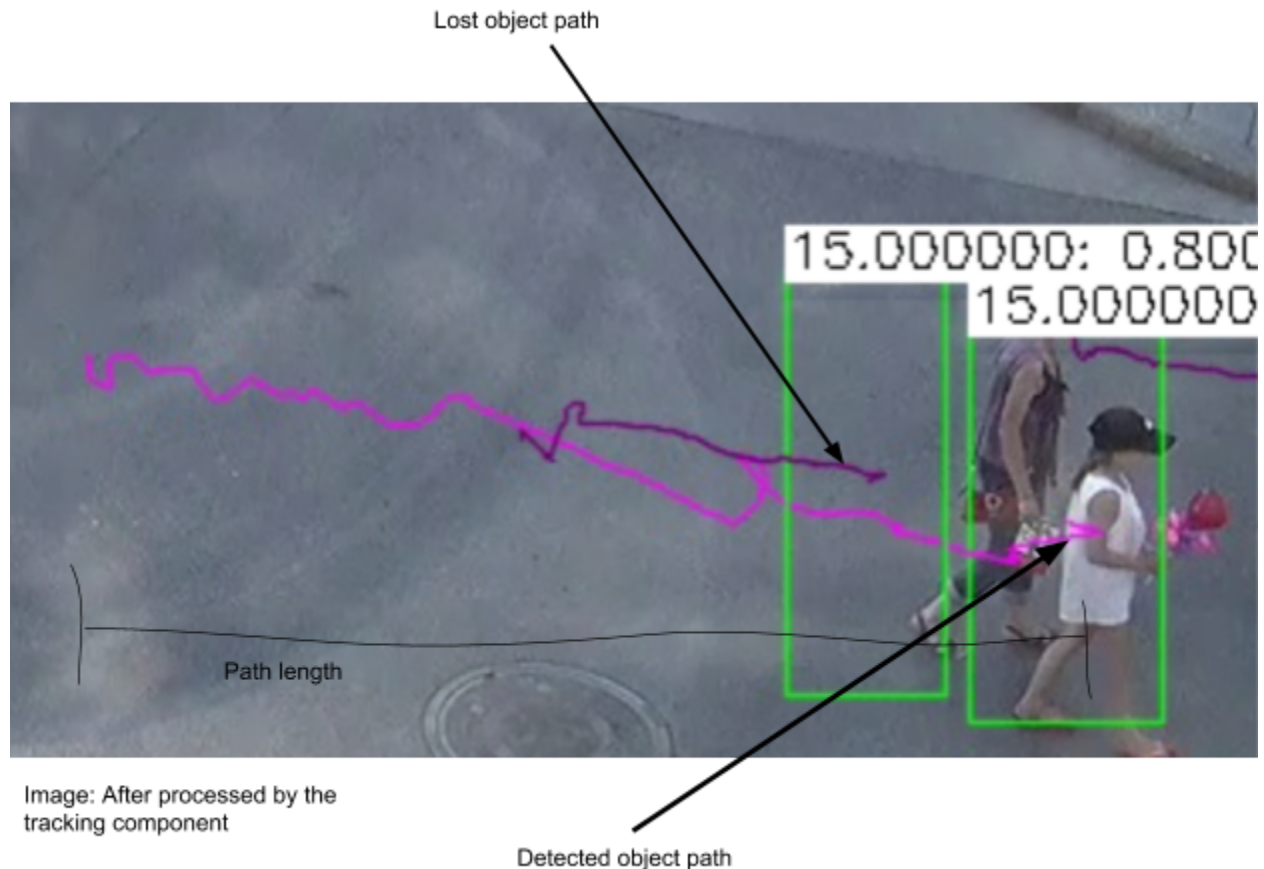 Lost object path
15.000000: 0.800
15.000000
Path length
Image: After processed by the
tracking component
Detected object path